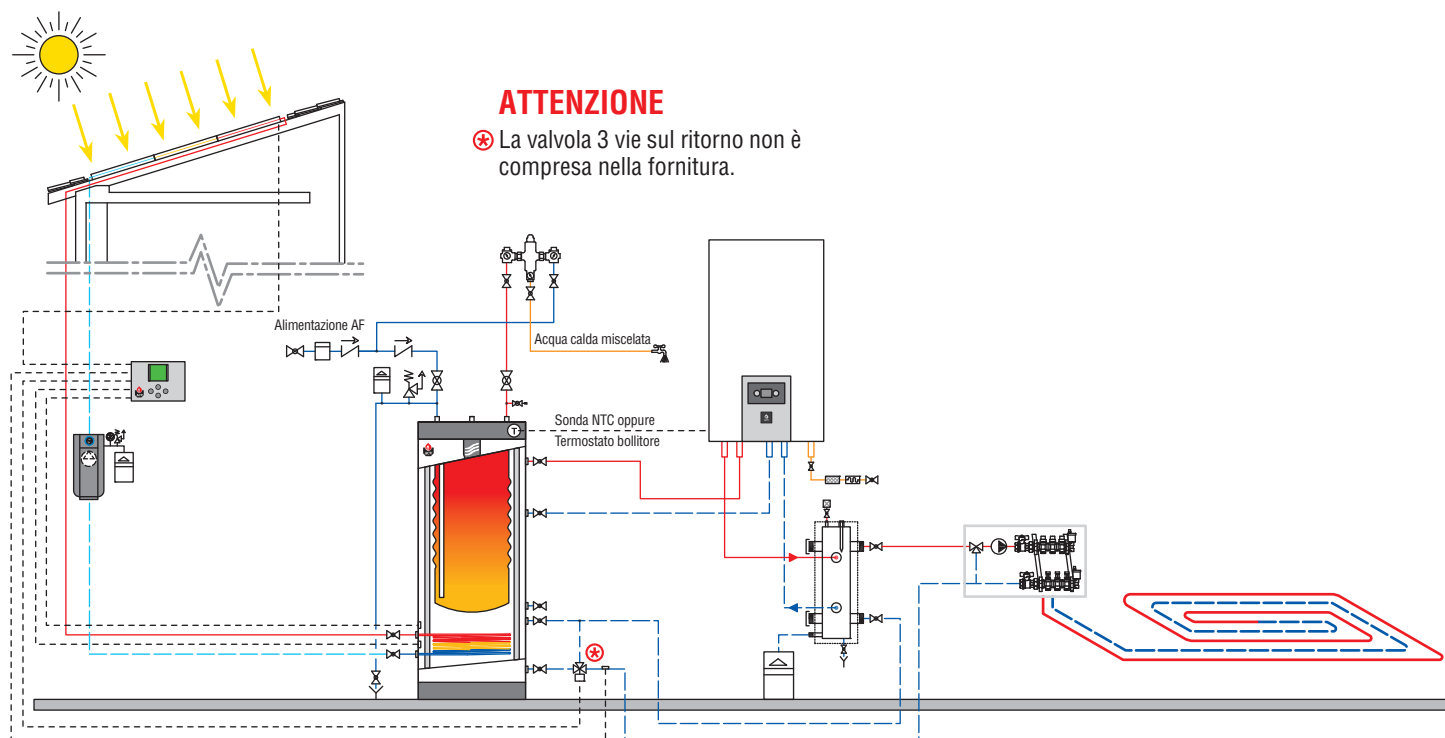 ATTENZIONE
La valvola 3 vie sul ritorno non è
compresa nella fornitura.
Alimentazione AF
Acqua calda miscelata
Sonda NTC oppure
Termostato bollitore
T